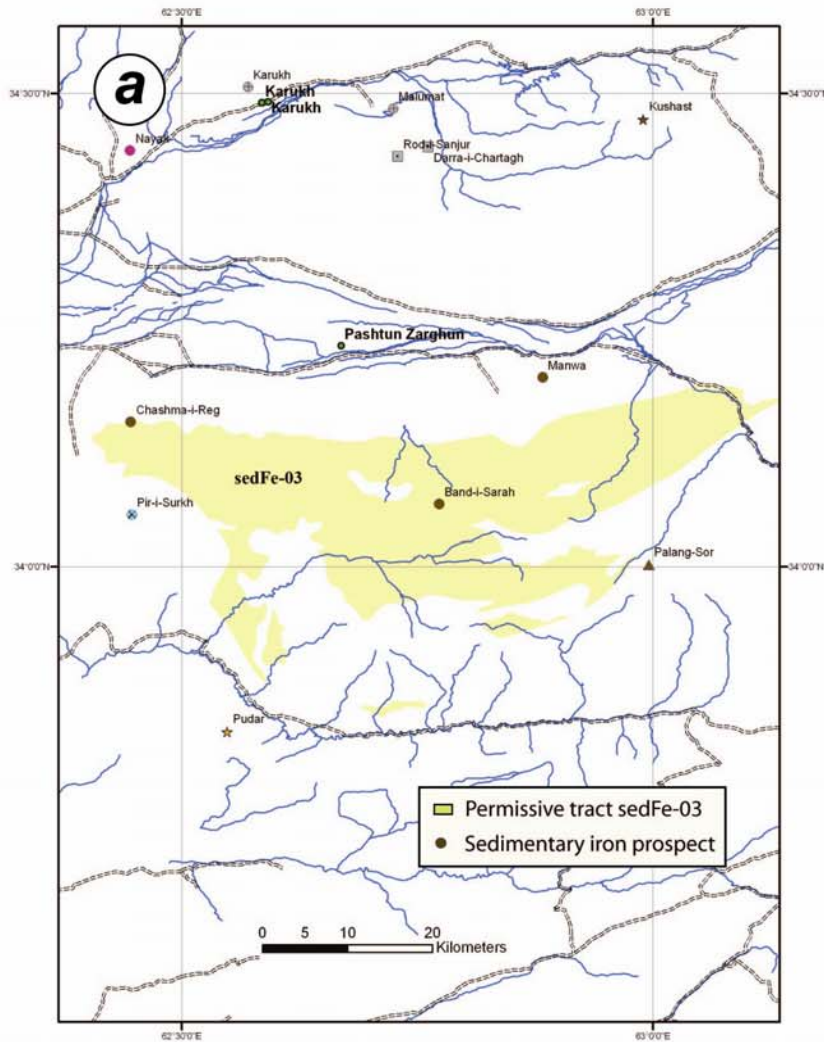 62°30'0"E
63°0'0"E
a
34°30'0"N
34°30'0"N
Karukh
Karukh
Karukh
Malumat
Kushast
Nayak
Rod-i-Sanjur
Darra-i-Chartagh
Pashtun Zarghun
Manwa
Chashma-i-Reg
sedFe-03
Band-i-Sarah
Pir-i-Surkh
Palang-Sor
34°0'0"N
34°0'0"N
Pudar
Permissive tract sedFe-03
Sedimentary iron prospect
0 5 10 20
Kilometers
62°30'0"E
63°0'0"E